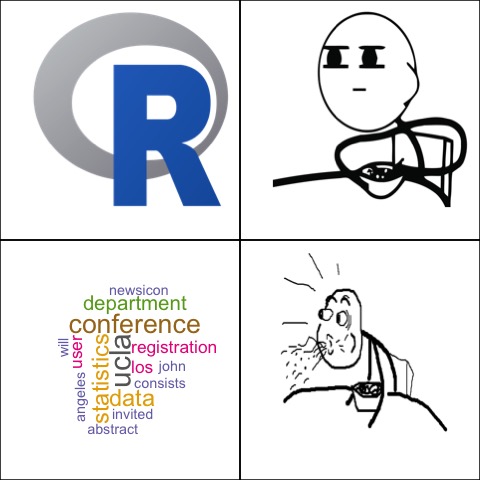 R
newsicon
department
conference
will
user
statistics
ucla
registration
los
john
consists
angeles
data
invited
abstract